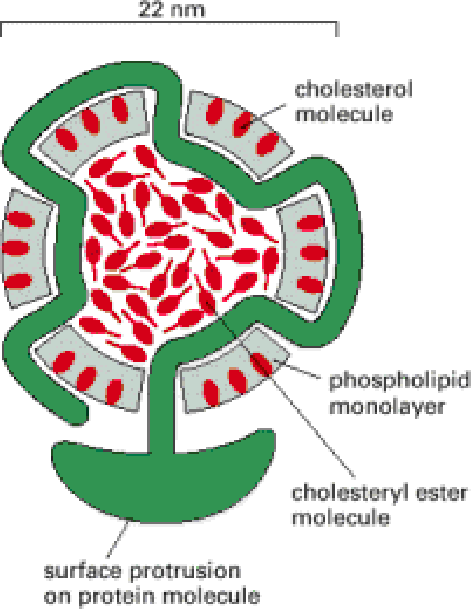 22 nm
cholesterol
molecule
phospholipid
monolayer
cholesteryl ester
molecule
surface protrusion
on protein molecule